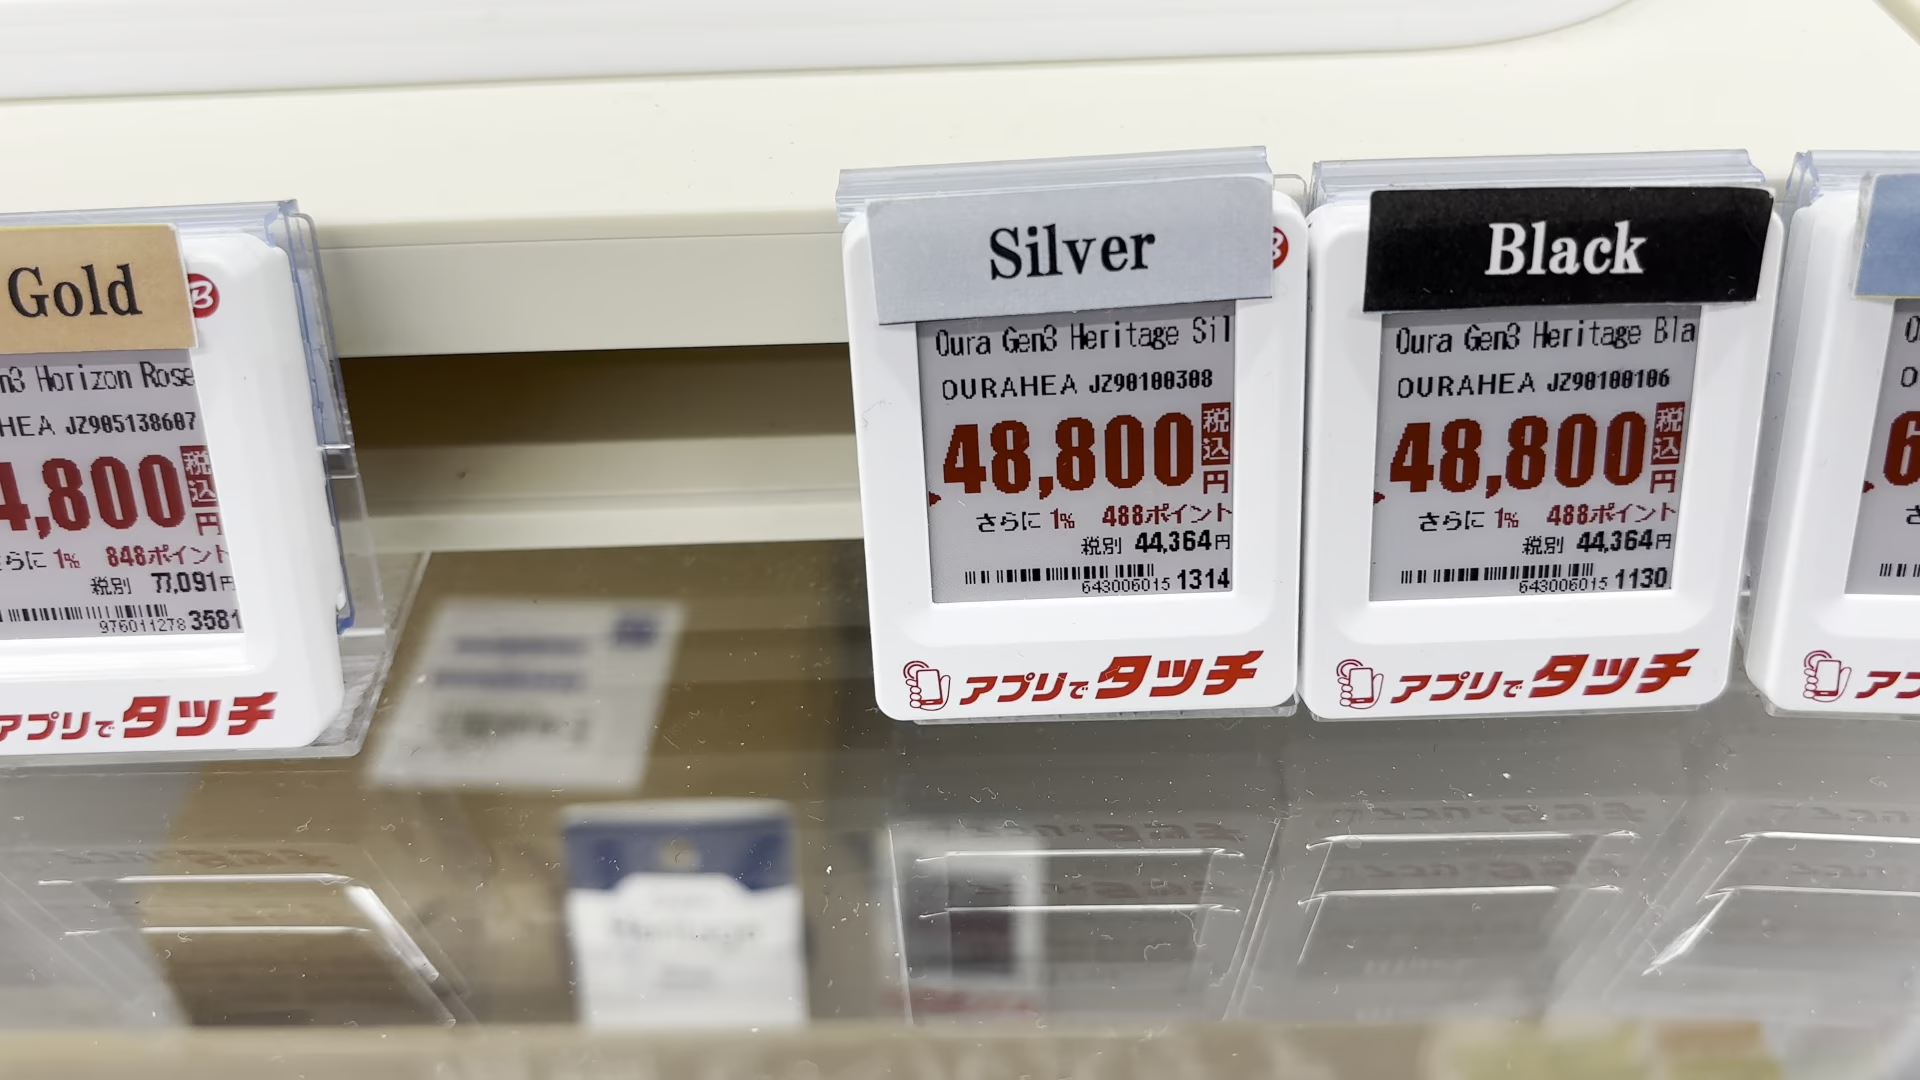 Gold
n3 Horizon Rose
HEA JZ905138607
4,800 税込円
らに 1% 848ポイント
税別 77,091円
976011278 3581
アプリでタッチ
Silver
Oura Gen3 Heritage Sil
OURAHEA JZ90100308
48,800 税込円
さらに 1% 488ポイント
税別 44,364円
643006015 1314
アプリでタッチ
Black
Oura Gen3 Heritage Bla
OURAHEA JZ90100106
48,800 税込円
さらに 1% 488ポイント
税別 44,364円
643006015 1130
アプリでタッチ
O
O
6
さ
アプ
Heritage